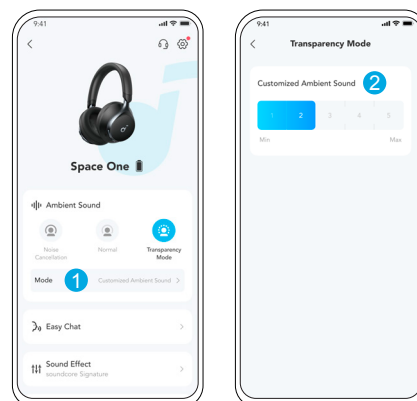 9:41
Space One
Ambient Sound
Noise
Cancellation
Normal
Transparency
Mode
Mode
1
Customized Ambient Sound
Easy Chat
Sound Effect
soundcore Signature
9:41
Transparency Mode
Customized Ambient Sound
2
1 2 3 4 5
Min Max